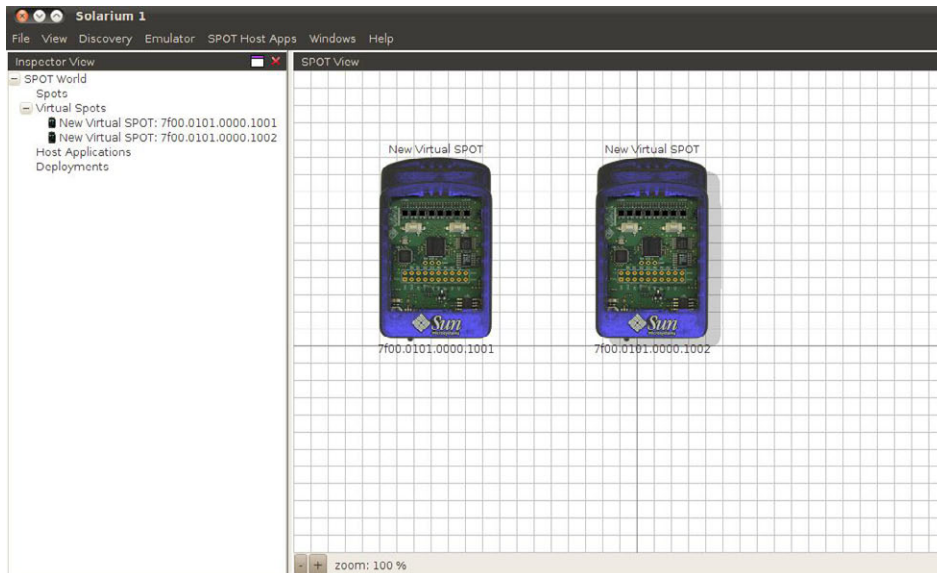 Solarium 1
File View Discovery Emulator SPOT Host Apps Windows Help
Inspector View
SPOT View
SPOT World
Spots
Virtual Spots
New Virtual SPOT: 7f00.0101.0000.1001
New Virtual SPOT: 7f00.0101.0000.1002
Host Applications
Deployments
New Virtual SPOT
New Virtual SPOT
Sun
Sun
7f00.0101.0000.1001
7f00.0101.0000.1002
- + zoom: 100 %